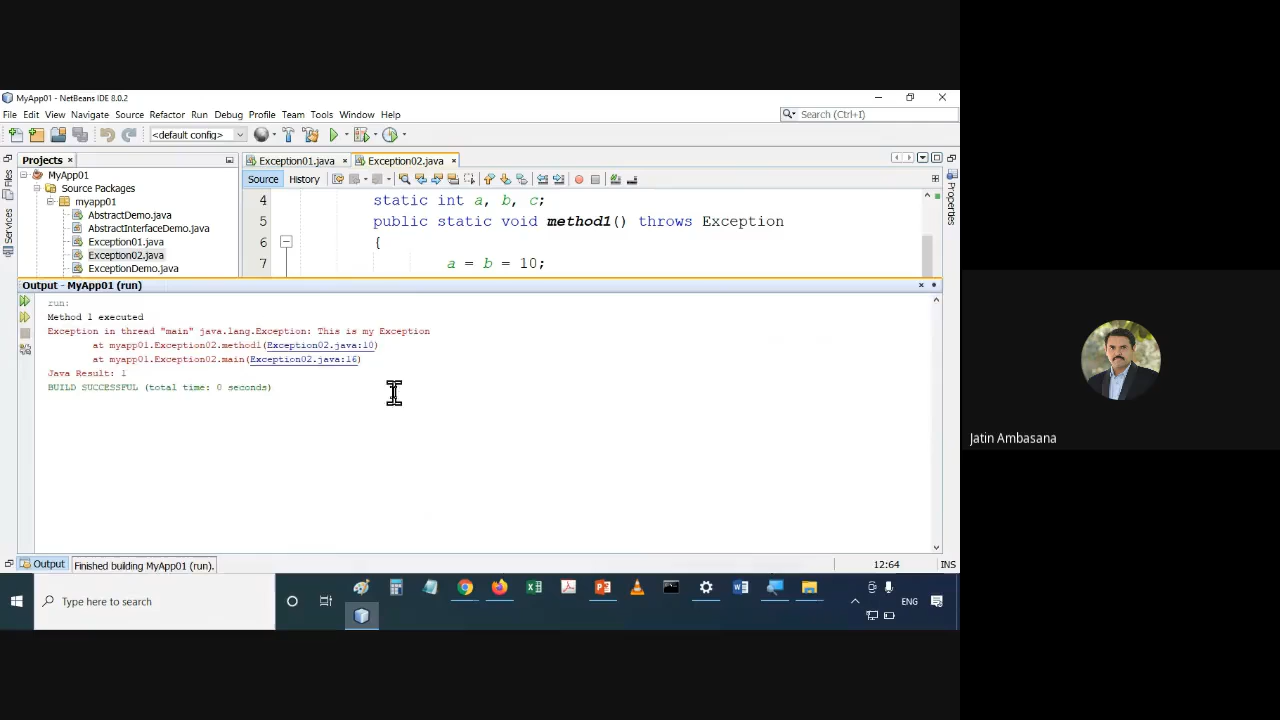 MyApp01 - NetBeans IDE 8.0.2
File Edit View Navigate Source Refactor Run Debug Profile Team Tools Window Help
Search (Ctrl+I)
<default config>
Projects
Exception01.java
Exception02.java
MyApp01
Source Packages
myapp01
AbstractDemo.java
AbstractInterfaceDemo.java
Exception01.java
Exception02.java
ExceptionDemo.java
Files
Services
Properties
Source History
4 static int a, b, c;
5 public static void method1() throws Exception
6 {
7 a = b = 10;
Output - MyApp01 (run)
run:
Method 1 executed
Exception in thread "main" java.lang.Exception: This is my Exception
at myapp01.Exception02.method1(Exception02.java:10)
at myapp01.Exception02.main(Exception02.java:16)
Java Result: 1
BUILD SUCCESSFUL (total time: 0 seconds)
Output
Finished building MyApp01 (run).
12:64
INS
Type here to search
ENG
Jatin Ambasana